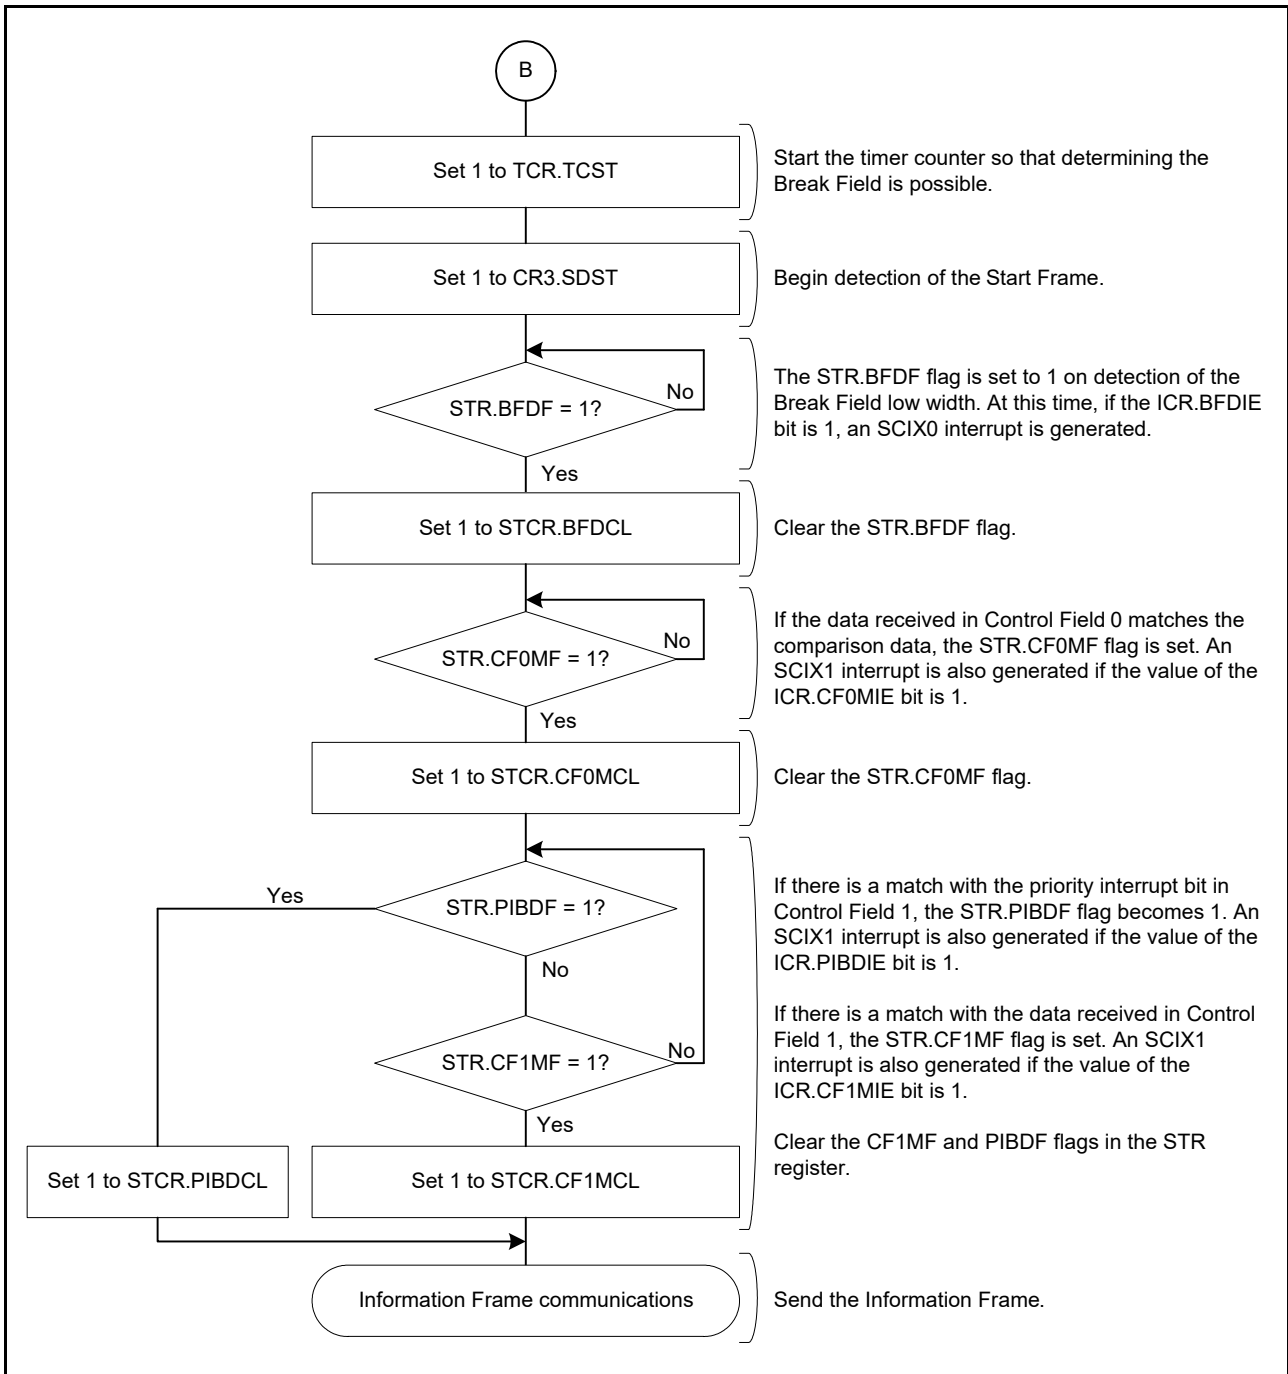 B
Set 1 to TCR.TCST
Start the timer counter so that determining the
Break Field is possible.
Set 1 to CR3.SDST
Begin detection of the Start Frame.
STR.BFDF = 1?
No
Yes
The STR.BFDF flag is set to 1 on detection of the
Break Field low width. At this time, if the ICR.BFDIE
bit is 1, an SCIX0 interrupt is generated.
Set 1 to STCR.BFDCL
Clear the STR.BFDF flag.
STR.CF0MF = 1?
No
Yes
If the data received in Control Field 0 matches the
comparison data, the STR.CF0MF flag is set. An
SCIX1 interrupt is also generated if the value of the
ICR.CF0MIE bit is 1.
Set 1 to STCR.CF0MCL
Clear the STR.CF0MF flag.
Yes
STR.PIBDF = 1?
No
If there is a match with the priority interrupt bit in
Control Field 1, the STR.PIBDF flag becomes 1. An
SCIX1 interrupt is also generated if the value of the
ICR.PIBDIE bit is 1.
STR.CF1MF = 1?
No
Yes
If there is a match with the data received in Control
Field 1, the STR.CF1MF flag is set. An SCIX1
interrupt is also generated if the value of the
ICR.CF1MIE bit is 1.
Set 1 to STCR.PIBDCL
Set 1 to STCR.CF1MCL
Clear the CF1MF and PIBDF flags in the STR
register.
Information Frame communications
Send the Information Frame.